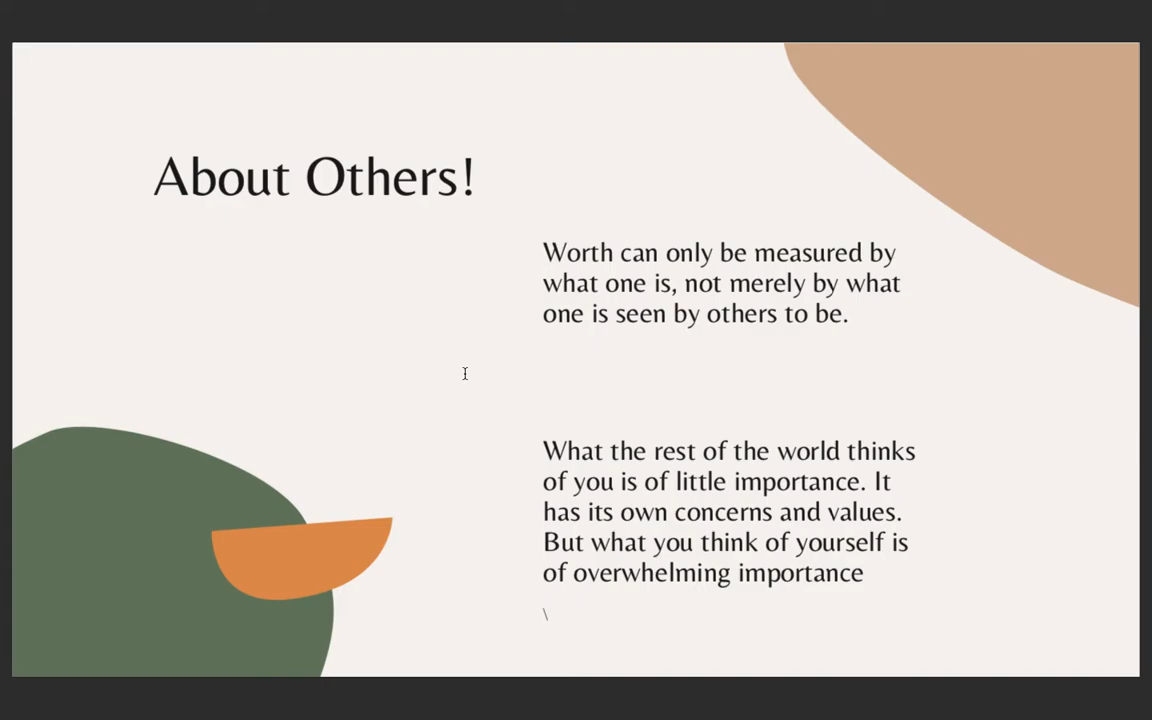 About Others!
Worth can only be measured by
what one is, not merely by what
one is seen by others to be.
What the rest of the world thinks
of you is of little importance. It
has its own concerns and values.
But what you think of yourself is
of overwhelming importance
\